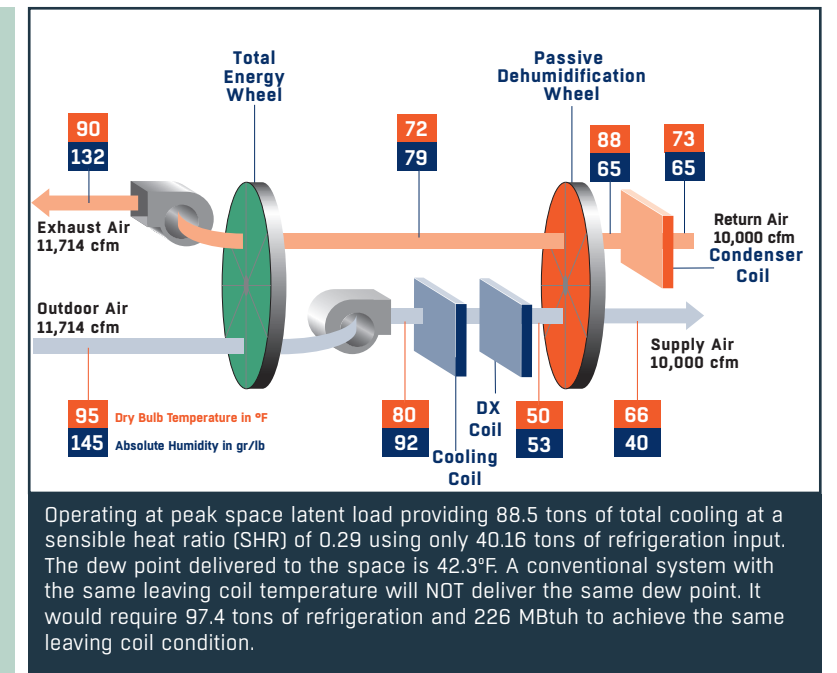 Total
Energy
Wheel
Passive
Dehumidification
Wheel
90
132
72
79
88
65
73
65
Exhaust Air
11,714 cfm
Return Air
10,000 cfm
Condenser
Coil
Outdoor Air
11,714 cfm
Supply Air
10,000 cfm
95 Dry Bulb Temperature in °F
145 Absolute Humidity in gr/lb
80
92
Cooling
Coil
DX
Coil
50
53
66
40
Operating at peak space latent load providing 88.5 tons of total cooling at a
sensible heat ratio (SHR) of 0.29 using only 40.16 tons of refrigeration input.
The dew point delivered to the space is 42.3°F. A conventional system with
the same leaving coil temperature will NOT deliver the same dew point. It
would require 97.4 tons of refrigeration and 226 MBtuh to achieve the same
leaving coil condition.